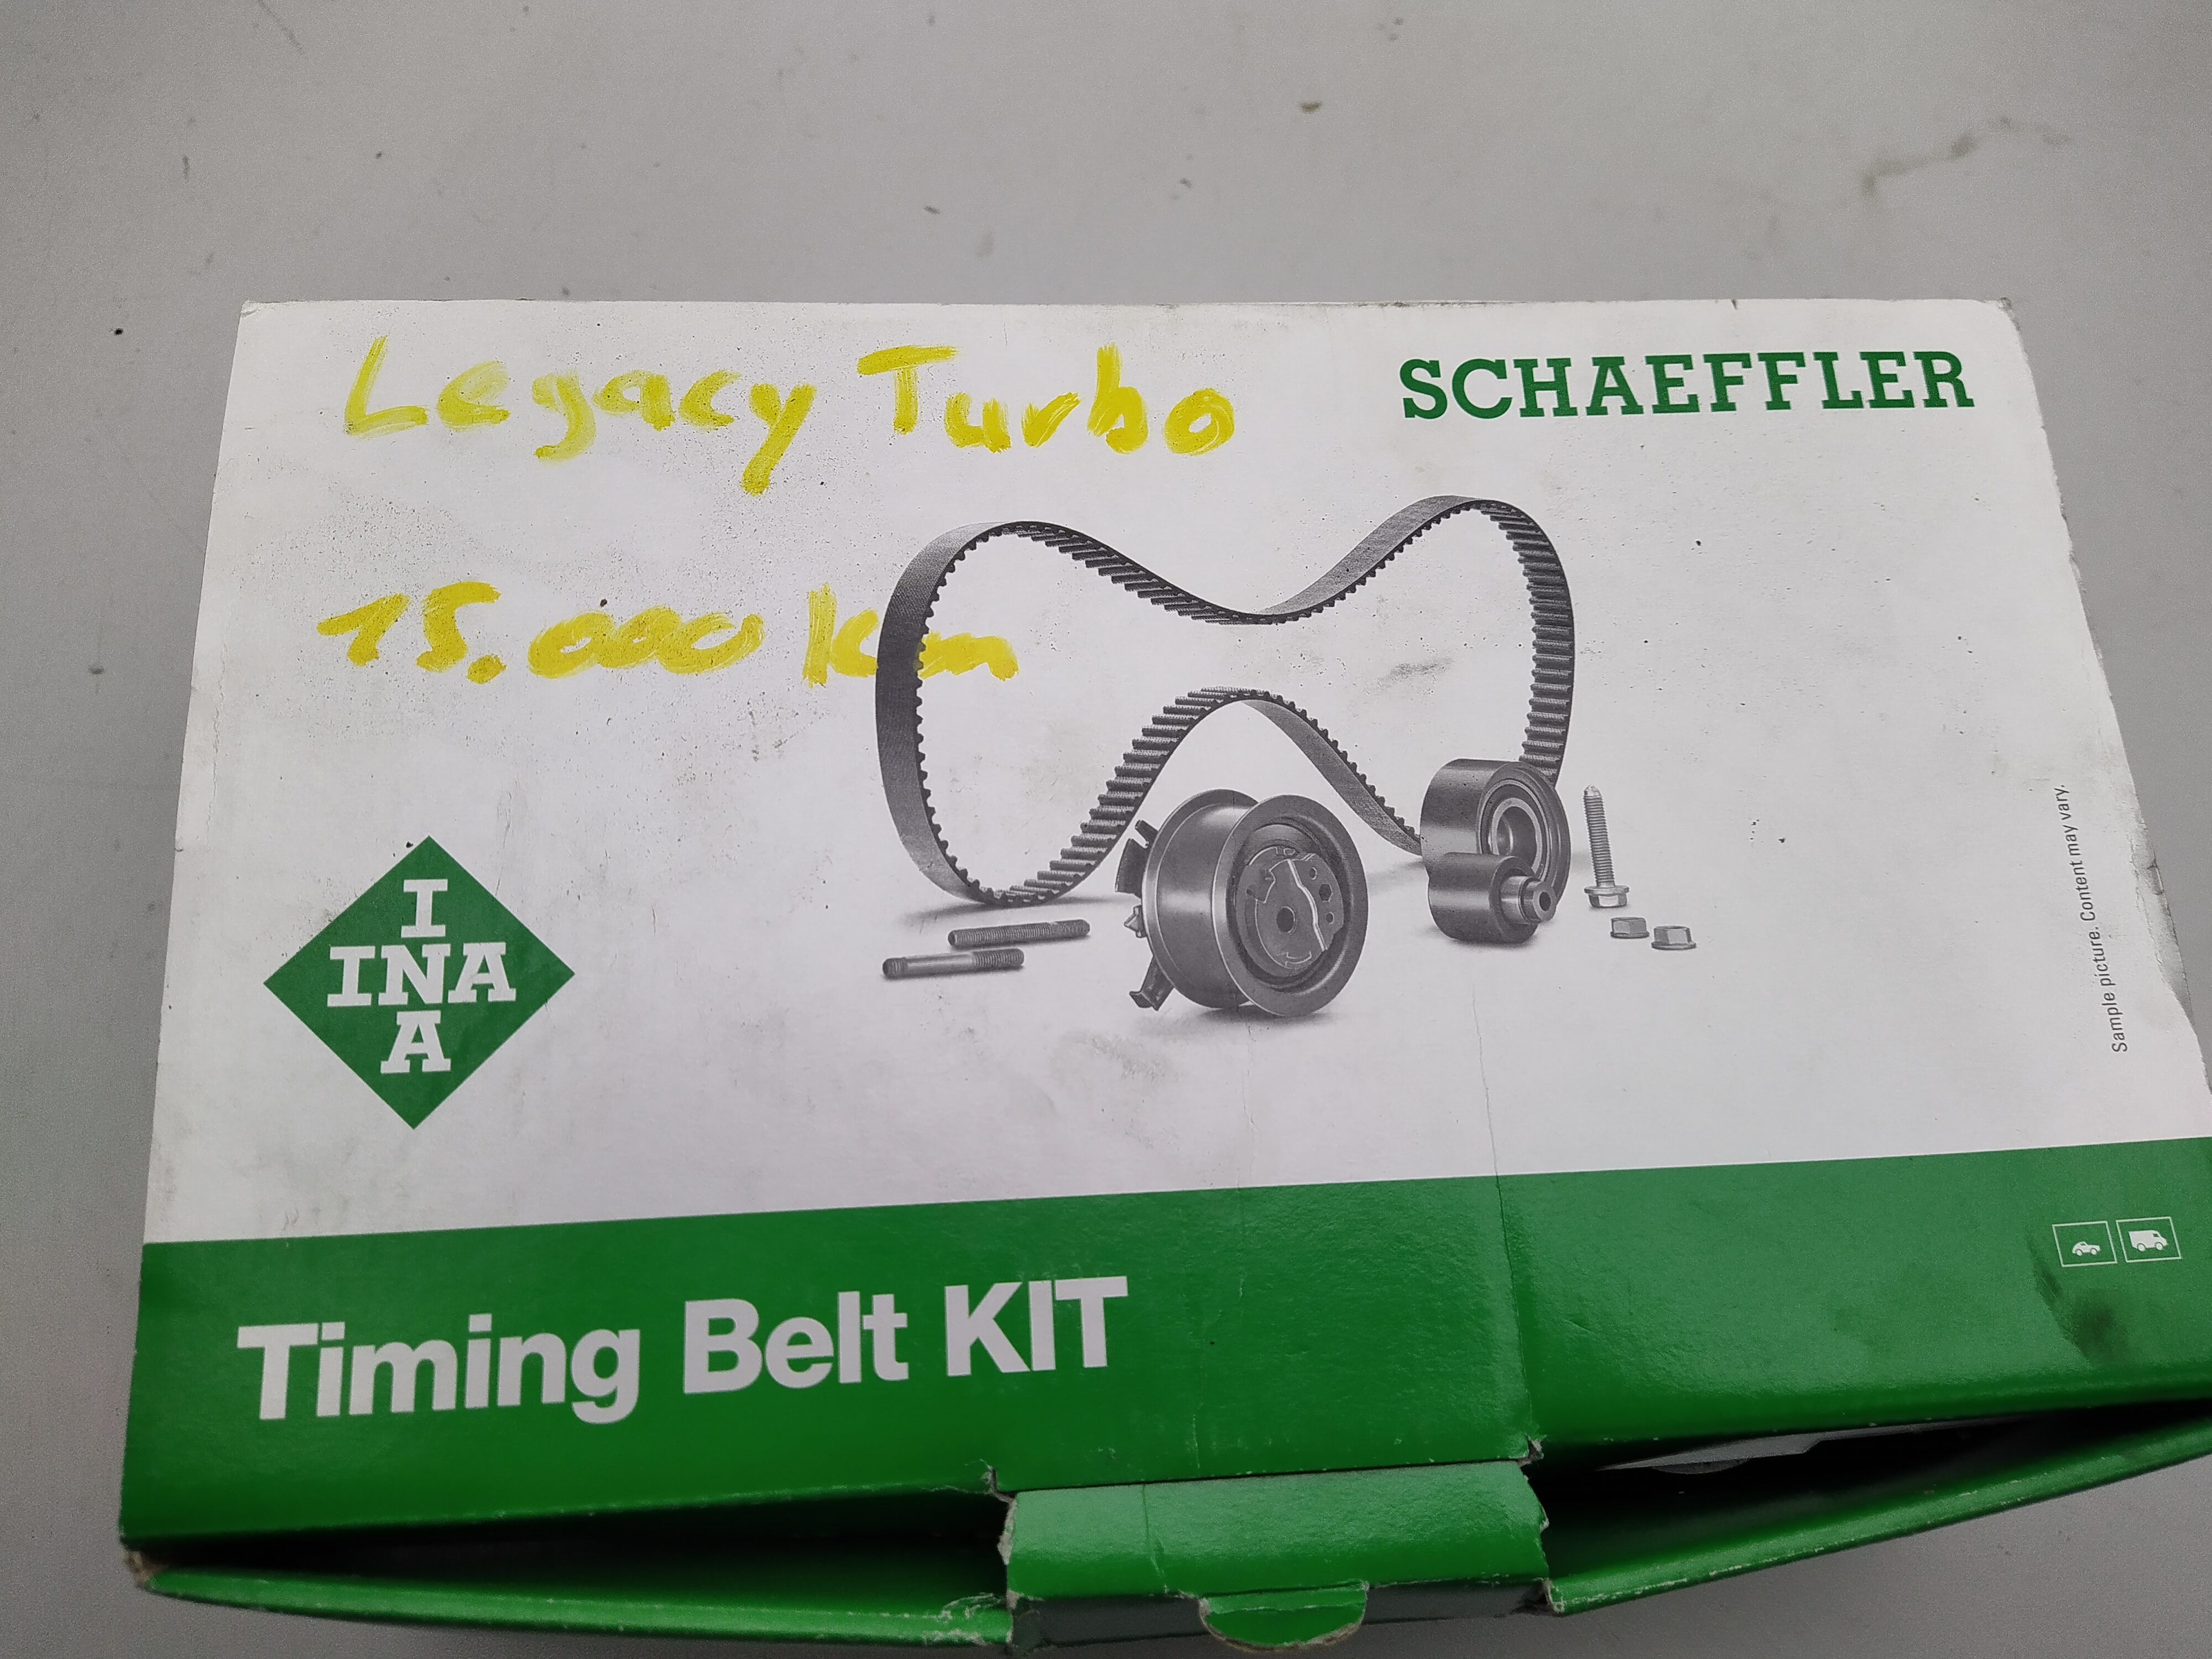 Legacy Turbo
SCHAEFFLER
15.000 km
I
INA
A
Sample picture. Content may vary.
Timing Belt KIT